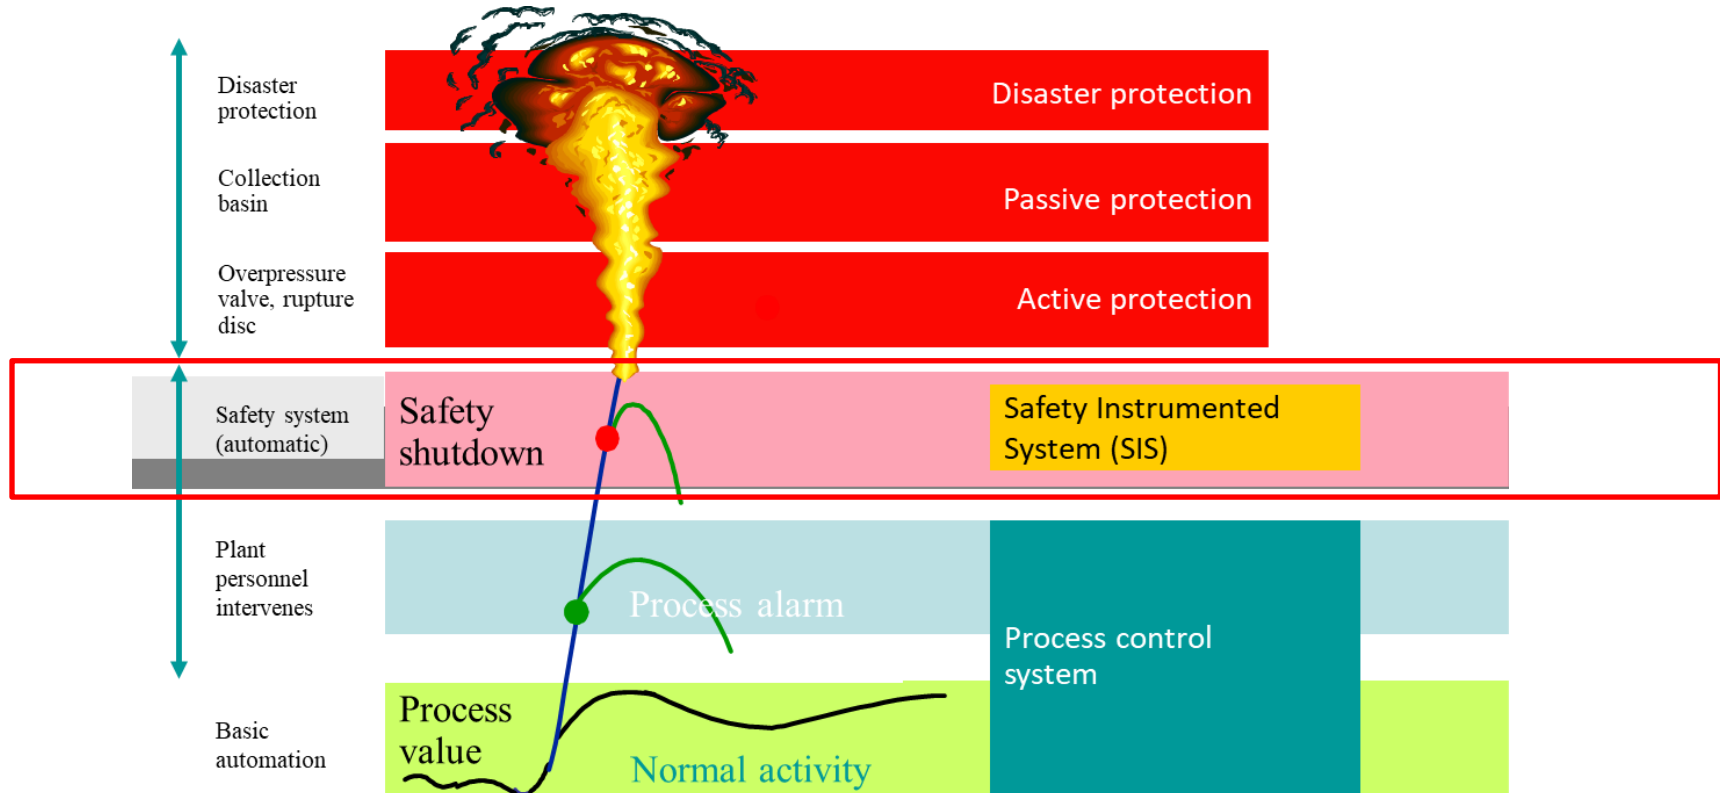 Disaster
protection
Disaster protection
Collection
basin
Passive protection
Overpressure
valve, rupture
disc
Active protection
Safety system
(automatic)
Safety
shutdown
Safety Instrumented
System (SIS)
Plant
personnel
intervenes
Process alarm
Process control
system
Basic
automation
Process
value
Normal activity